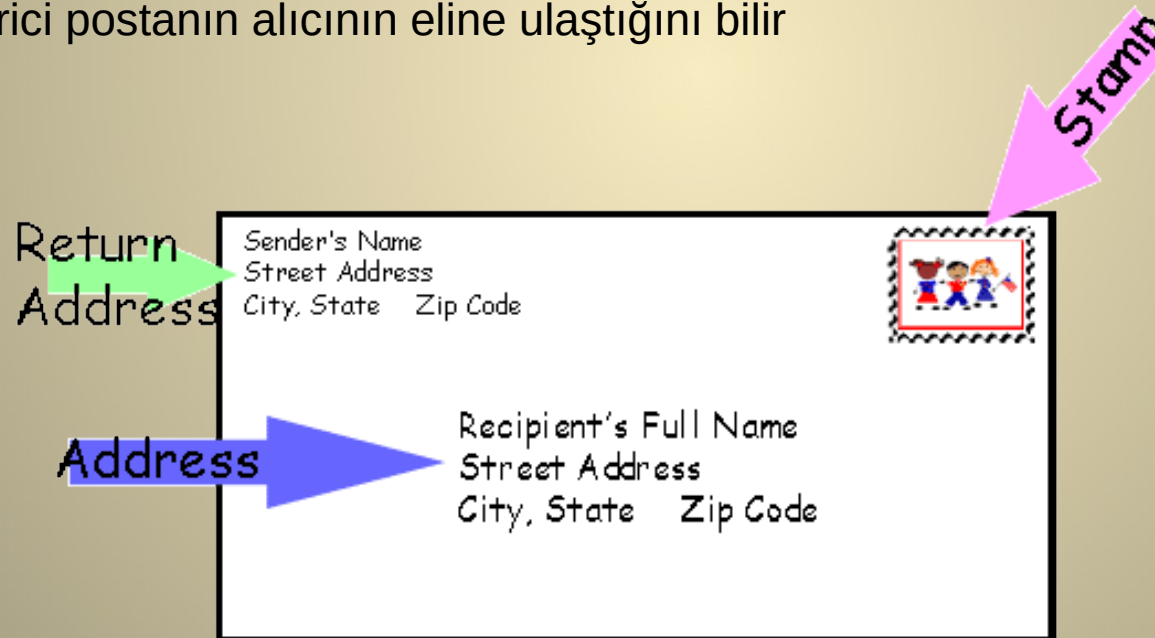 postanın alıcının eline ulaştığını bilir
Stamp
Return
Address
Sender's Name
Street Address
City, State Zip Code
Address
Recipient's Full Name
Street Address
City, State Zip Code